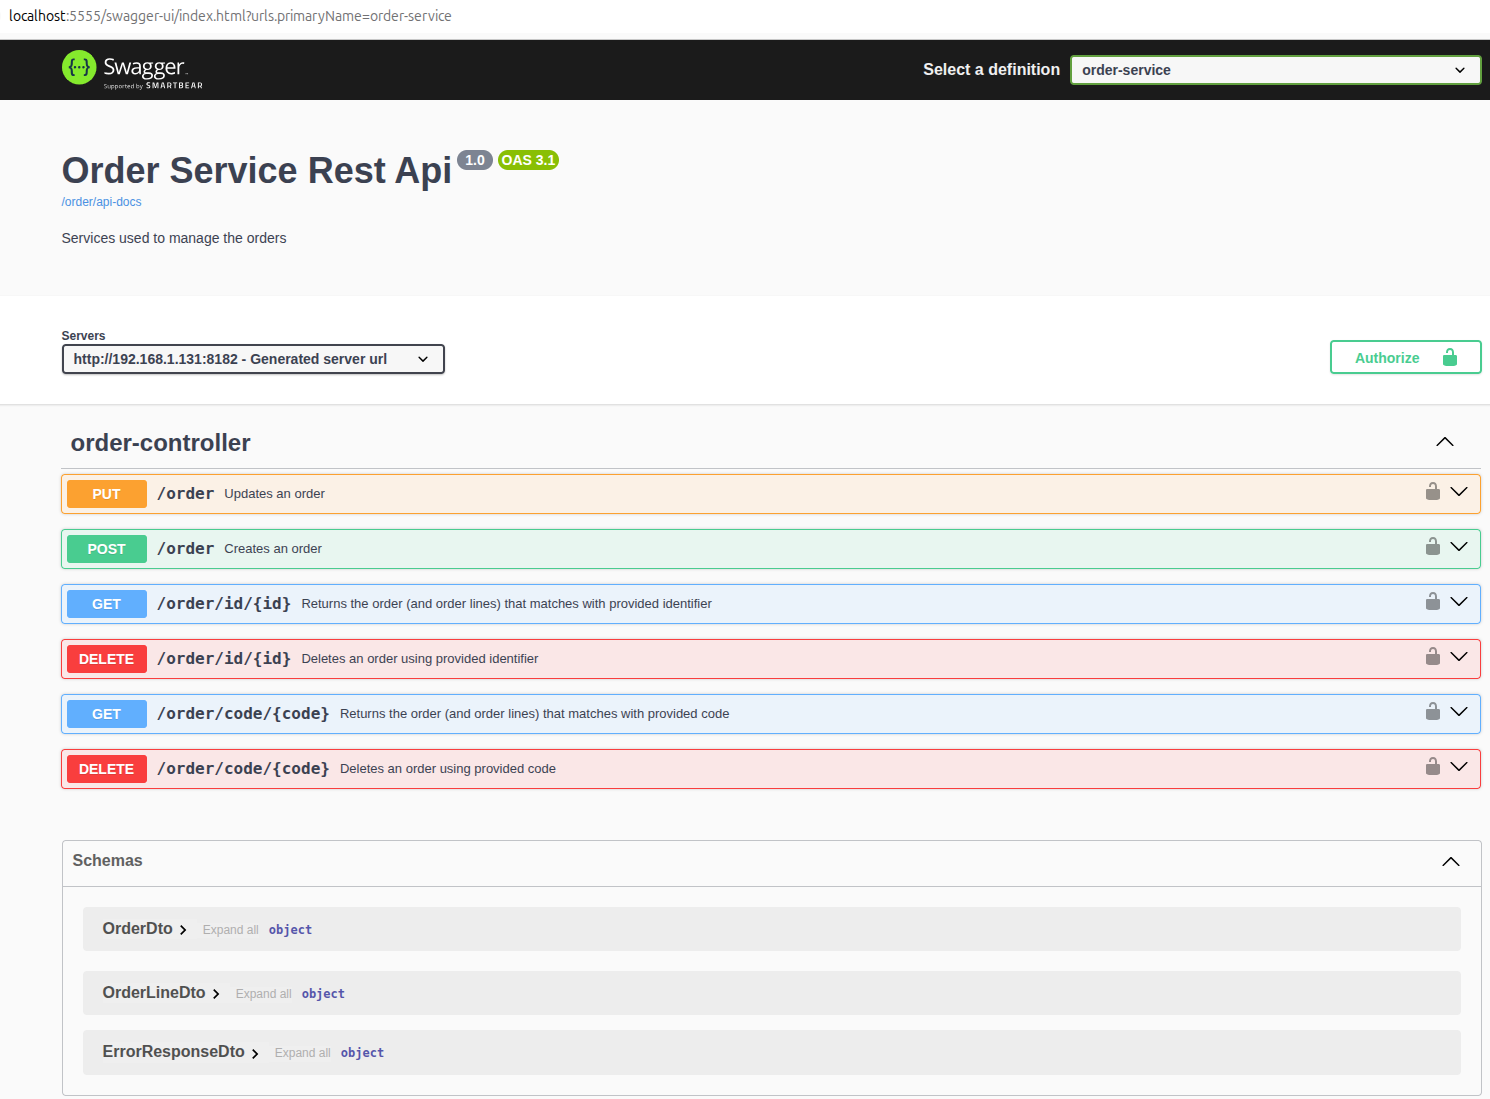 localhost:5555/swagger-ui/index.html?urls.primaryName=order-service
{···} Swagger
Supported by SMARTBEAR
Select a definition
order-service
Order Service Rest Api 1.0 OAS 3.1
/order/api-docs
Services used to manage the orders
Servers
http://192.168.1.131:8182 - Generated server url
Authorize
order-controller
PUT /order Updates an order
POST /order Creates an order
GET /order/id/{id} Returns the order (and order lines) that matches with provided identifier
DELETE /order/id/{id} Deletes an order using provided identifier
GET /order/code/{code} Returns the order (and order lines) that matches with provided code
DELETE /order/code/{code} Deletes an order using provided code
Schemas
OrderDto Expand all object
OrderLineDto Expand all object
ErrorResponseDto Expand all object